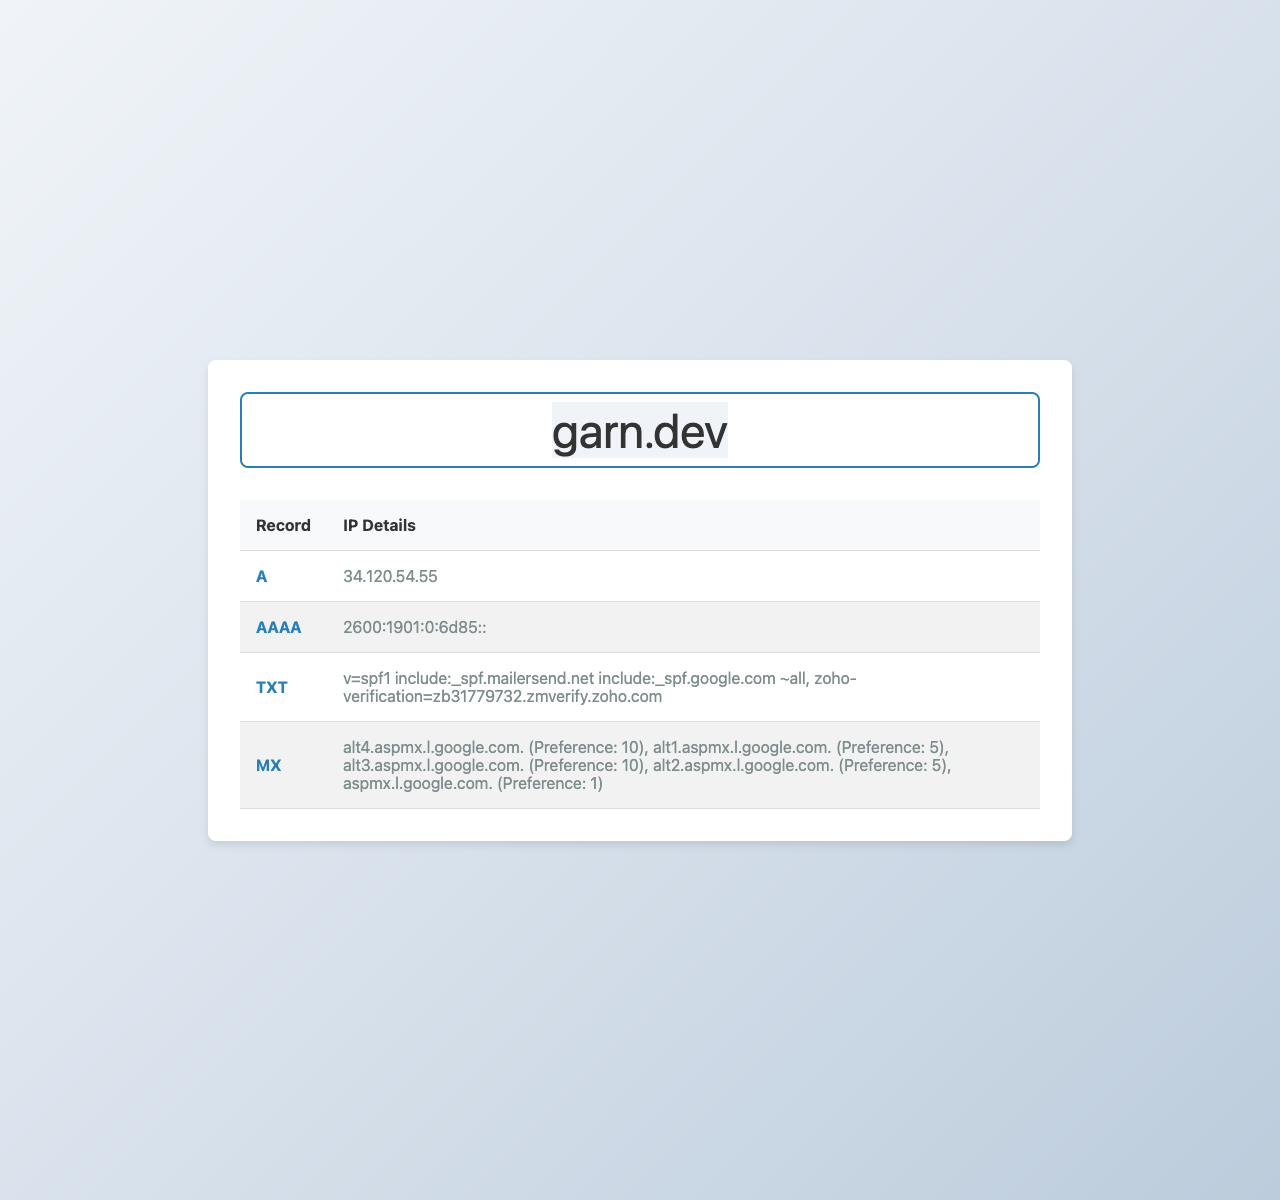 garn.dev
Record IP Details
A 34.120.54.55
AAAA 2600:1901:0:6d85::
TXT v=spf1 include:_spf.mailersend.net include:_spf.google.com ~all, zoho-
verification=zb31779732.zmverify.zoho.com
MX alt4.aspmx.l.google.com. (Preference: 10), alt1.aspmx.l.google.com. (Preference: 5),
alt3.aspmx.l.google.com. (Preference: 10), alt2.aspmx.l.google.com. (Preference: 5),
aspmx.l.google.com. (Preference: 1)